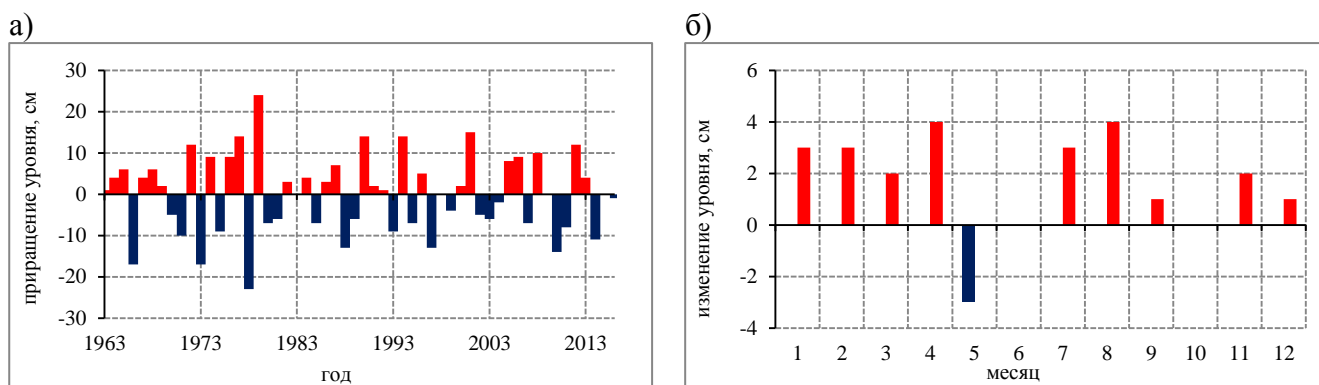 а)
б)
приращение уровня, см
30
20
10
0
-10
-20
-30
1963 1973 1983 1993 2003 2013
год
изменение уровня, см
6
4
2
0
-2
-4
1 2 3 4 5 6 7 8 9 10 11 12
месяц